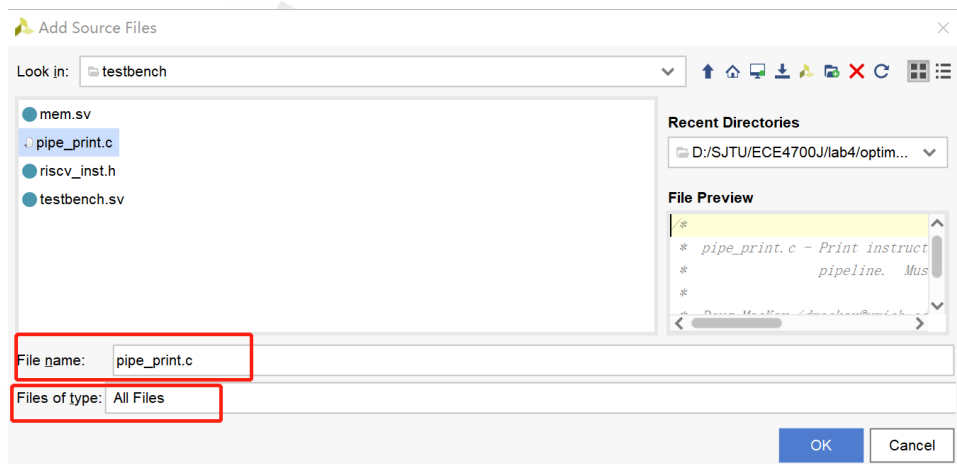 Add Source Files
Look in: testbench
mem.sv
pipe_print.c
riscv_inst.h
testbench.sv
Recent Directories
D:/SJTU/ECE4700J/lab4/optim...
File Preview
/*
* pipe_print.c - Print instruct
* pipeline. Mus
*
*
File name: pipe_print.c
Files of type: All Files
OK Cancel